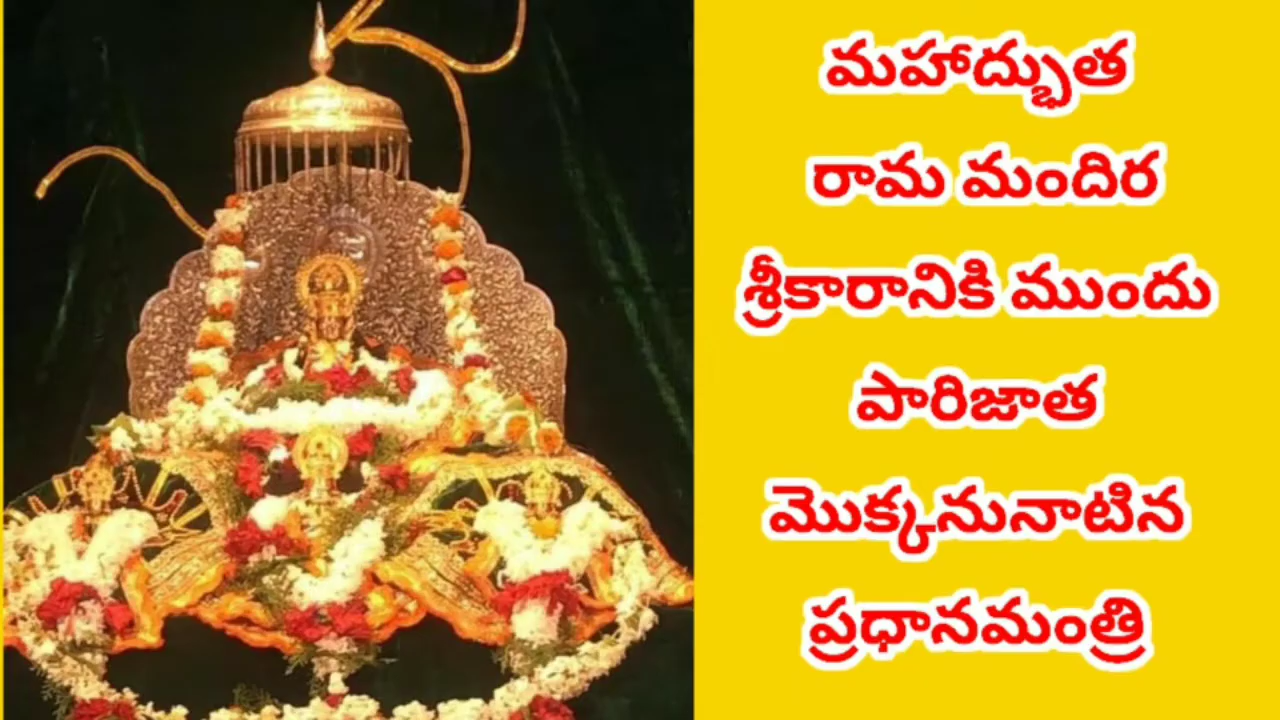 మహాద్భుత
రామ మందిర
శ్రీకారానికి ముందు
పారిజాత
మొక్కనునాటిన
ప్రధానమంత్రి